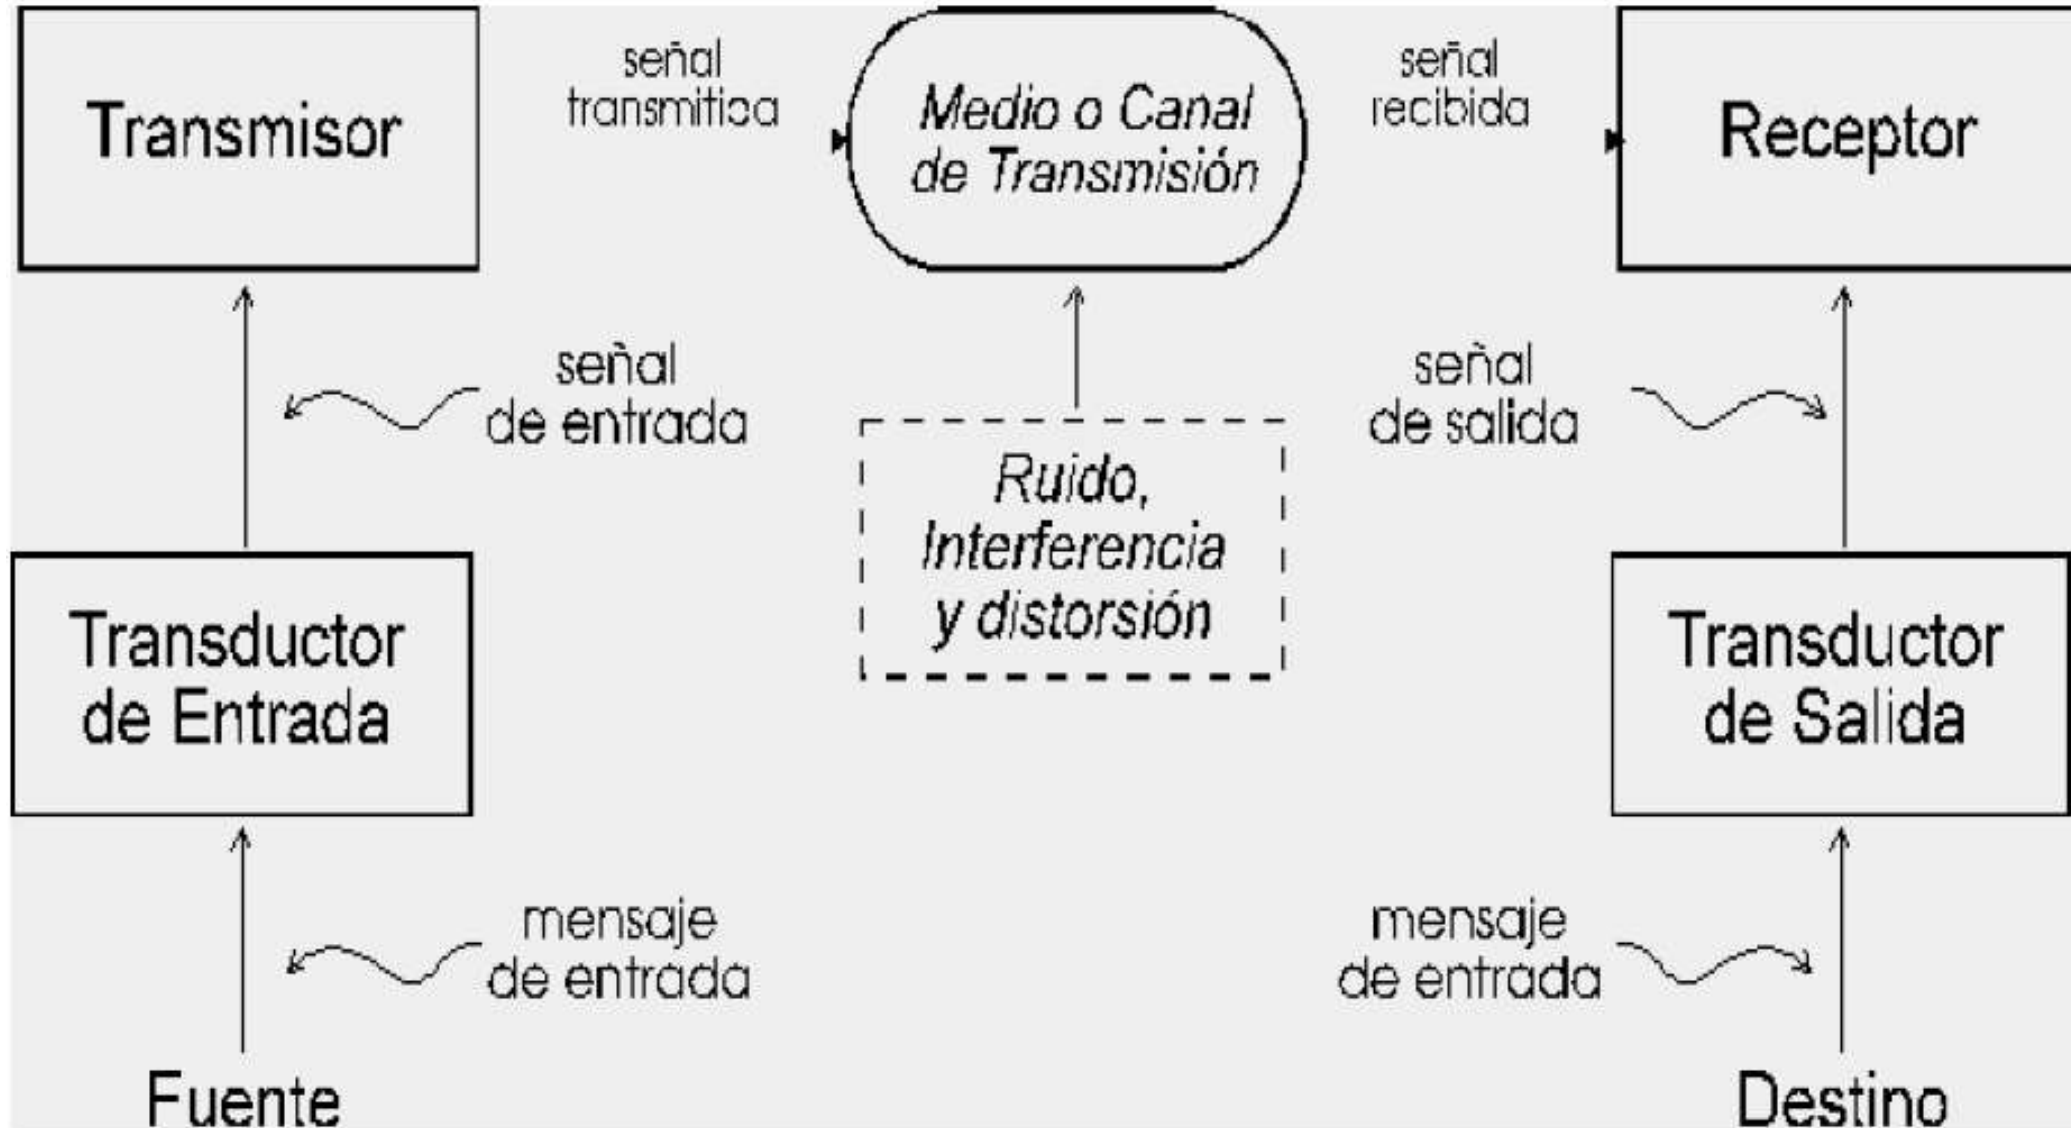 Transmisor
señal
transmitida
Medio o Canal
de Transmisión
señal
recibida
Receptor
señal
de entrada
Ruido,
Interferencia
y distorsión
señal
de salida
Transductor
de Entrada
Transductor
de Salida
mensaje
de entrada
mensaje
de entrada
Fuente
Destino